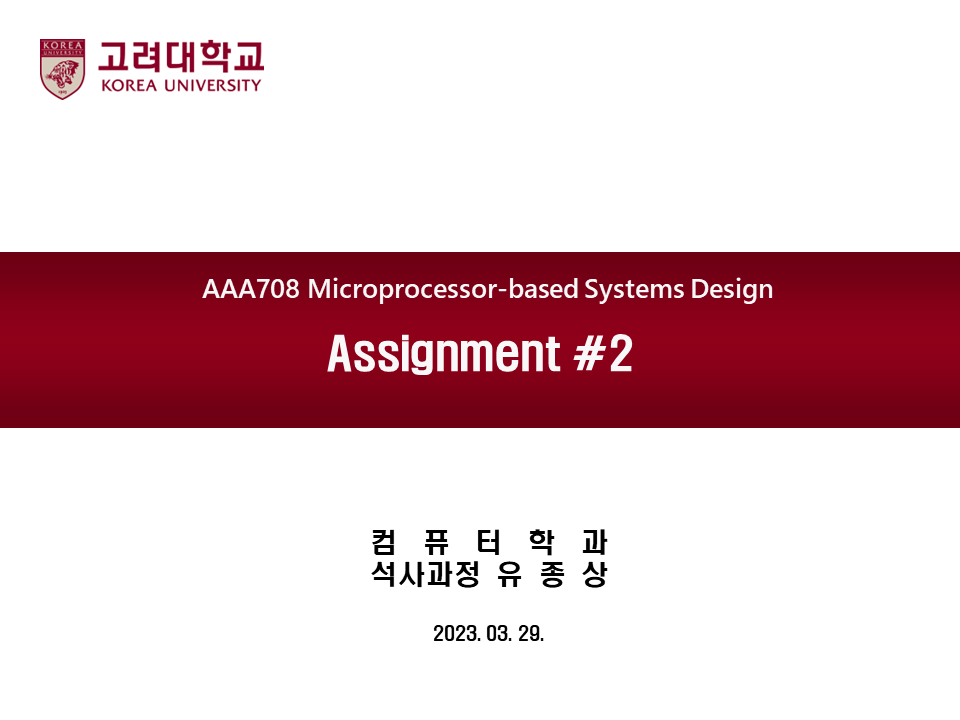 KOREA
UNIVERSITY
1905
고려대학교
KOREA UNIVERSITY
AAA708 Microprocessor-based Systems Design
Assignment #2
컴 퓨 터 학 과
석사과정 유 종 상
2023. 03. 29.